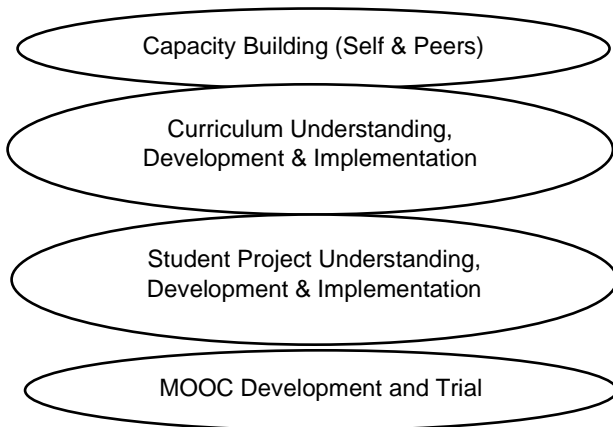 Capacity Building (Self & Peers)
Curriculum Understanding,
Development & Implementation
Student Project Understanding,
Development & Implementation
MOOC Development and Trial